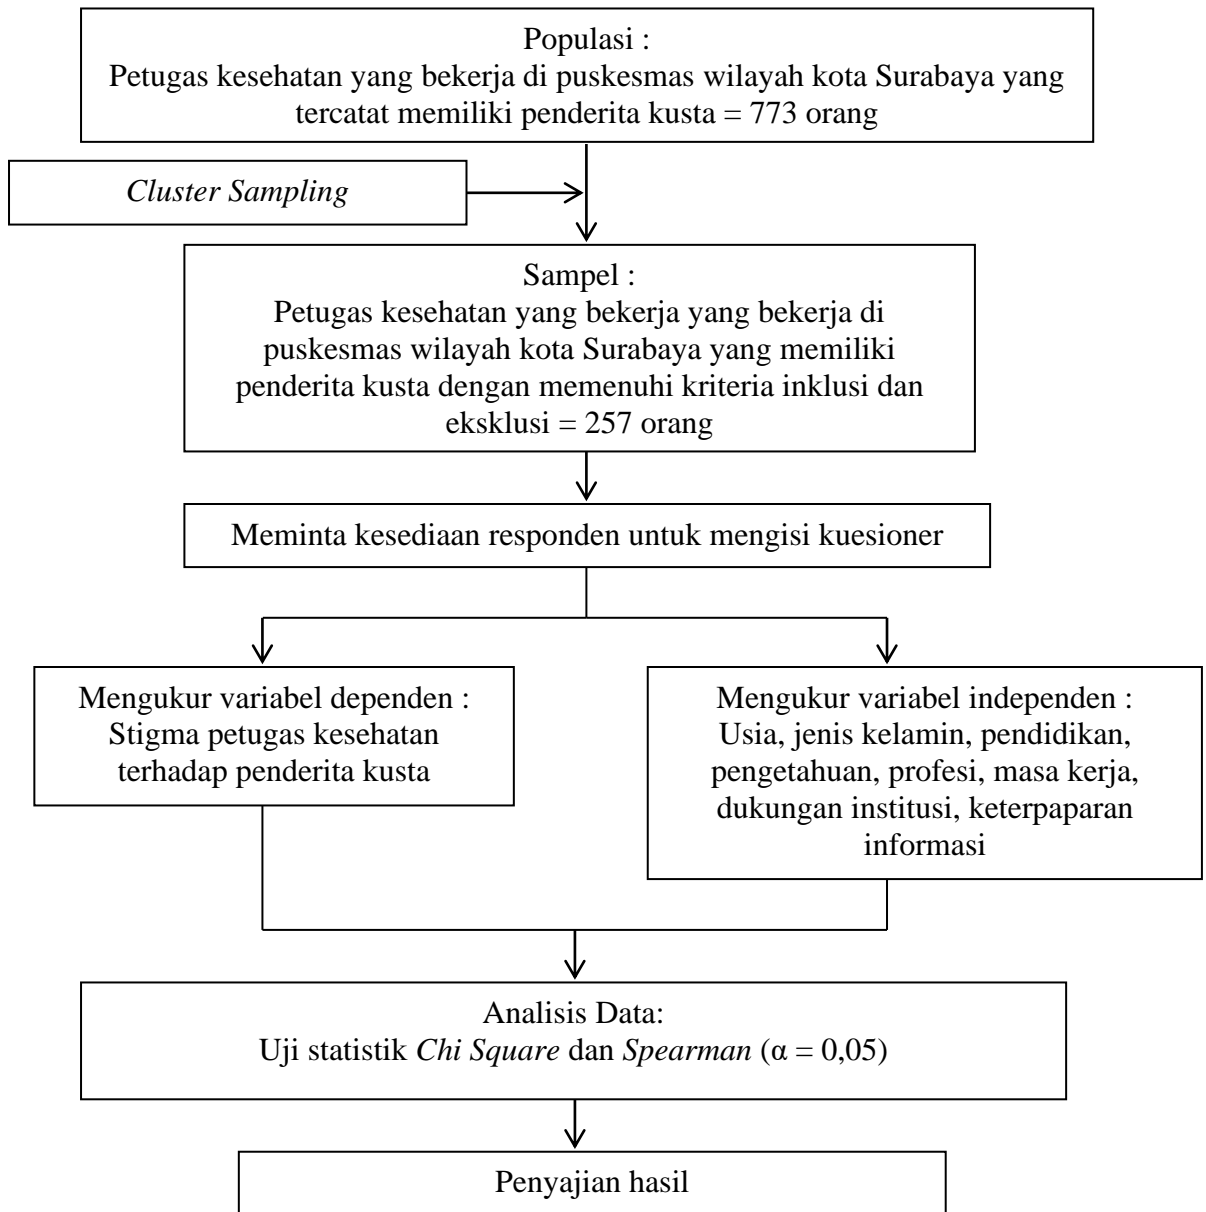 Populasi :
Petugas kesehatan yang bekerja di puskesmas wilayah kota Surabaya yang
tercatat memiliki penderita kusta = 773 orang
Cluster Sampling
Sampel :
Petugas kesehatan yang bekerja yang bekerja di
puskesmas wilayah kota Surabaya yang memiliki
penderita kusta dengan memenuhi kriteria inklusi dan
eksklusi = 257 orang
Meminta kesediaan responden untuk mengisi kuesioner
Mengukur variabel dependen :
Stigma petugas kesehatan
terhadap penderita kusta
Mengukur variabel independen :
Usia, jenis kelamin, pendidikan,
pengetahuan, profesi, masa kerja,
dukungan institusi, keterpaparan
informasi
Analisis Data:
Uji statistik Chi Square dan Spearman (α = 0,05)
Penyajian hasil